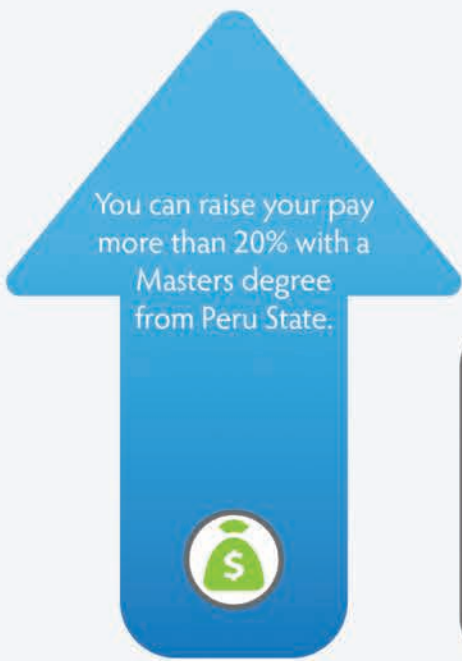 You can raise your pay
more than 20% with a
Masters degree
from Peru State.
$